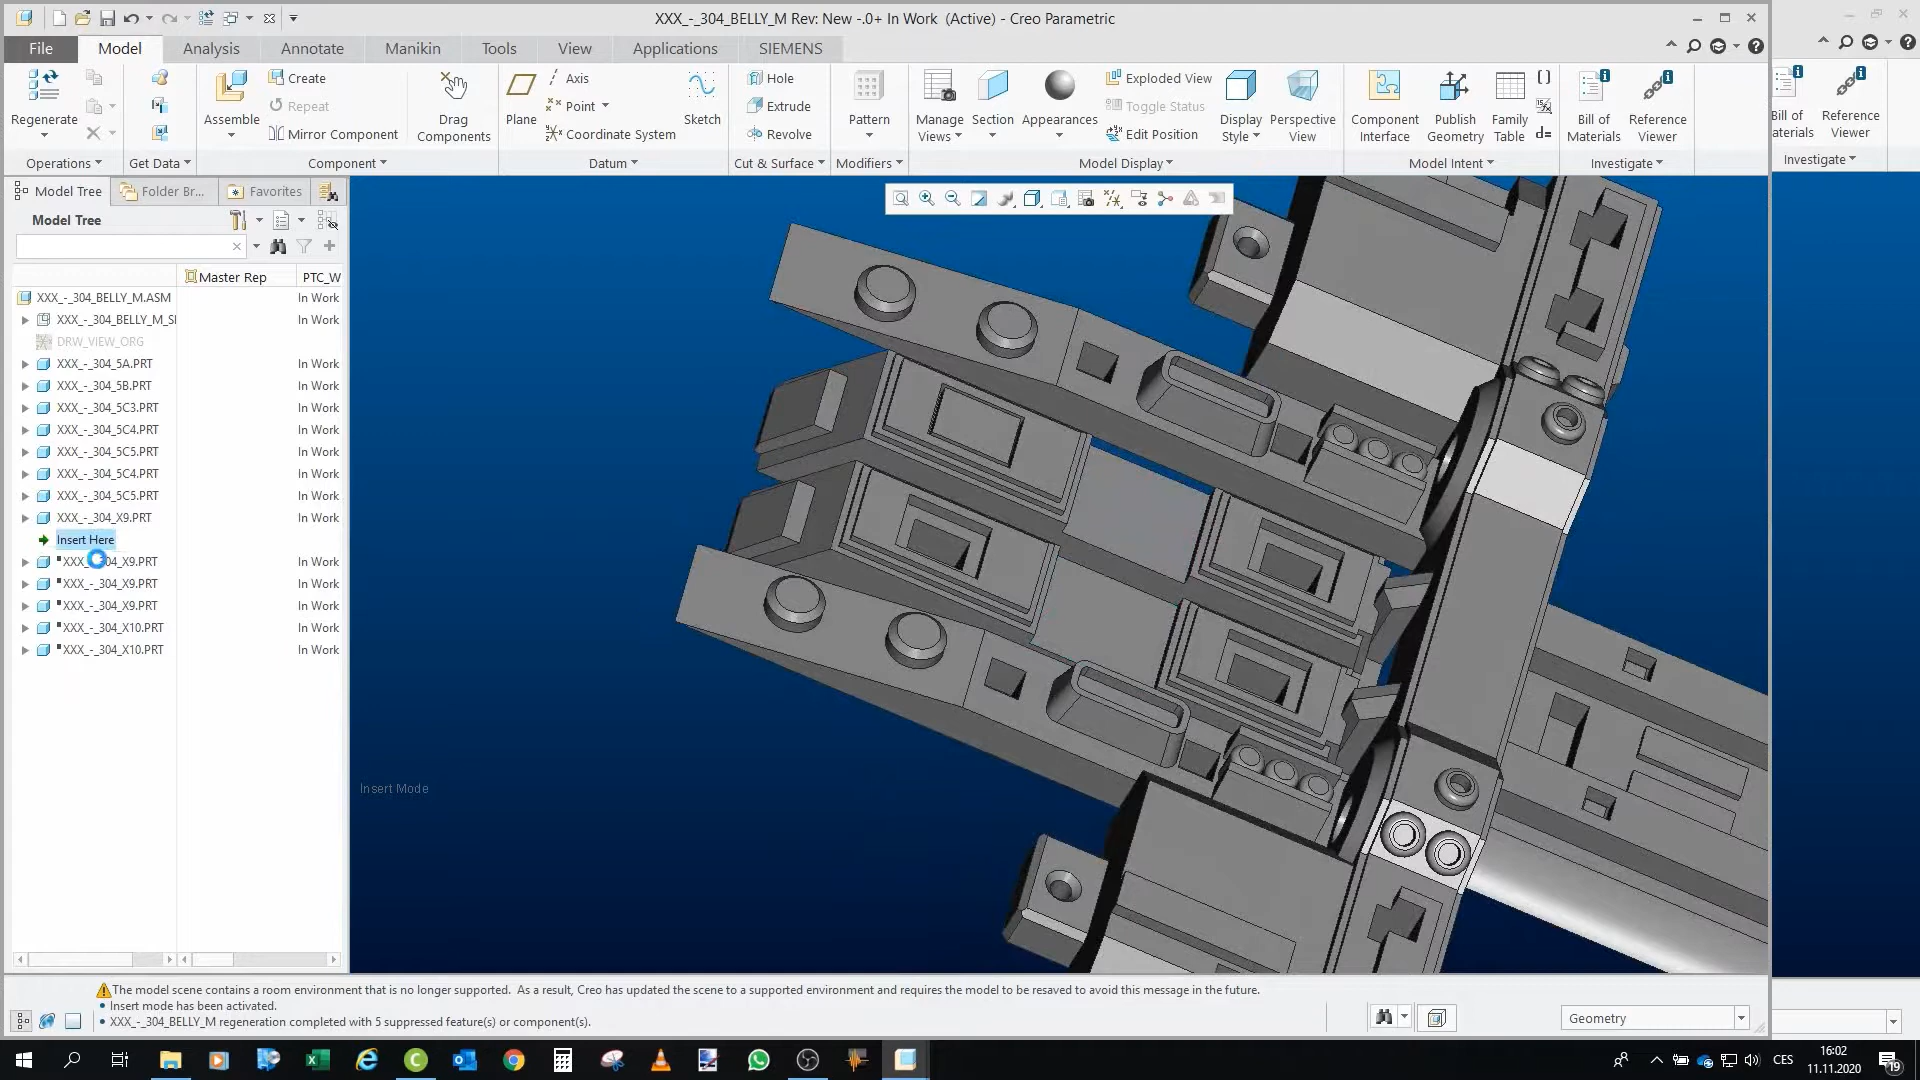 XXX_-_304_BELLY_M Rev: New -.0+ In Work (Active) - Creo Parametric
File Model Analysis Annotate Manikin Tools View Applications SIEMENS
Regenerate
Operations
Get Data
Assemble
Create
Repeat
Mirror Component
Drag Components
Component
Plane
Axis
Point
Coordinate System
Sketch
Datum
Hole
Extrude
Revolve
Cut & Surface
Pattern
Modifiers
Manage Views
Section
Appearances
Exploded View
Toggle Status
Edit Position
Display Style
Perspective View
Model Display
Component Interface
Publish Geometry
Family Table
Model Intent
Bill of Materials
Reference Viewer
Investigate
Bill of
aterials
Reference Viewer
Investigate
Model Tree Folder Br... Favorites
Model Tree
Master Rep PTC_W
XXX_-_304_BELLY_M.ASM In Work
XXX_-_304_BELLY_M_S In Work
DRW_VIEW_ORG
XXX_-_304_5A.PRT In Work
XXX_-_304_5B.PRT In Work
XXX_-_304_5C3.PRT In Work
XXX_-_304_5C4.PRT In Work
XXX_-_304_5C5.PRT In Work
XXX_-_304_5C4.PRT In Work
XXX_-_304_5C5.PRT In Work
XXX_-_304_X9.PRT In Work
Insert Here
XXX_-_304_X9.PRT In Work
XXX_-_304_X9.PRT In Work
XXX_-_304_X9.PRT In Work
XXX_-_304_X10.PRT In Work
XXX_-_304_X10.PRT In Work
Insert Mode
The model scene contains a room environment that is no longer supported. As a result, Creo has updated the scene to a supported environment and requires the model to be resaved to avoid this message in the future.
• Insert mode has been activated.
• XXX_-_304_BELLY_M regeneration completed with 5 suppressed feature(s) or component(s).
Geometry
CES
16:02
11.11.2020
19